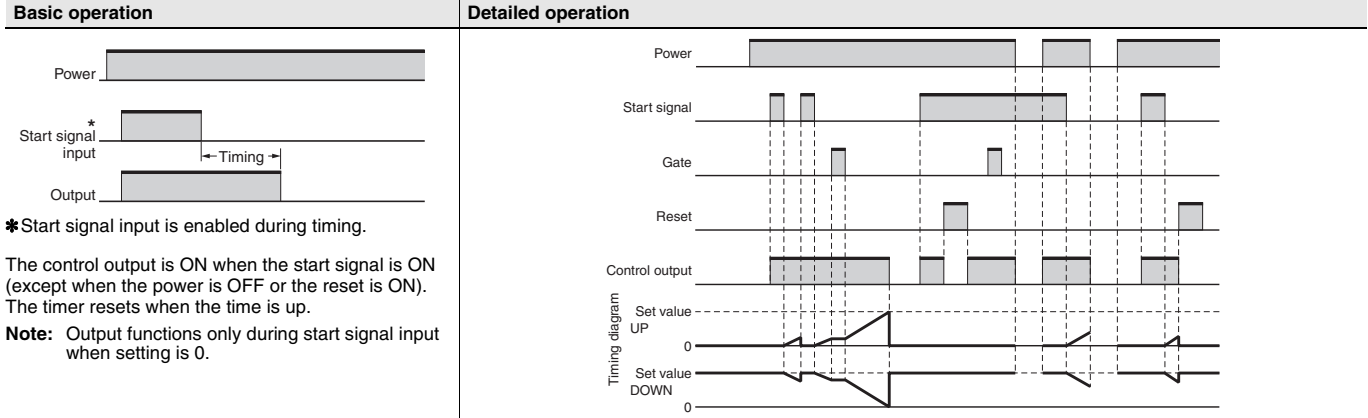 Basic operation
Power
*
Start signal
input
Timing
Output
✱Start signal input is enabled during timing.
The control output is ON when the start signal is ON
(except when the power is OFF or the reset is ON).
The timer resets when the time is up.
Note: Output functions only during start signal input
when setting is 0.
Detailed operation
Power
Start signal
Gate
Reset
Control output
Timing diagram
Set value
UP
0
Set value
DOWN
0